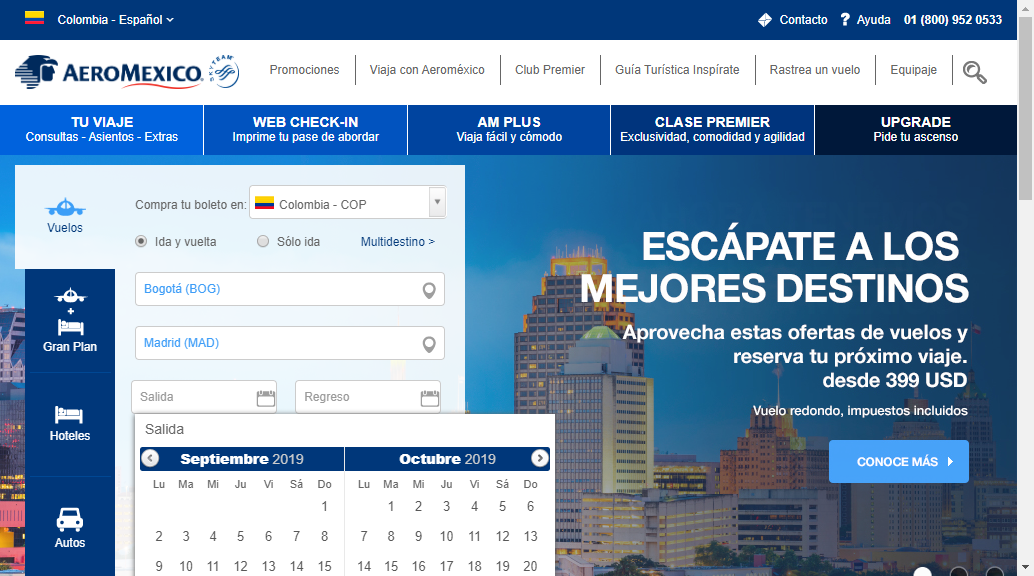 Colombia - Español
Contacto
? Ayuda
01 (800) 952 0533
AEROMEXICO.
SKYTEAM
Promociones
Viaja con Aeroméxico
Club Premier
Guía Turística Inspírate
Rastrea un vuelo
Equipaje
TU VIAJE
Consultas - Asientos - Extras
WEB CHECK-IN
Imprime tu pase de abordar
AM PLUS
Viaja fácil y cómodo
CLASE PREMIER
Exclusividad, comodidad y agilidad
UPGRADE
Pide tu ascenso
Vuelos
+
Gran Plan
Hoteles
Autos
Compra tu boleto en:
Colombia - COP
Ida y vuelta
Sólo ida
Multidestino >
Bogotá (BOG)
Madrid (MAD)
Salida
Regreso
Salida
Septiembre 2019
Lu Ma Mi Ju Vi Sá Do
1
2 3 4 5 6 7 8
9 10 11 12 13 14 15
Octubre 2019
Lu Ma Mi Ju Vi Sá Do
1 2 3 4 5 6
7 8 9 10 11 12 13
14 15 16 17 18 19 20
ESCÁPATE A LOS
MEJORES DESTINOS
Aprovecha estas ofertas de vuelos y
reserva tu próximo viaje.
desde 399 USD
Vuelo redondo, impuestos incluidos
CONOCE MÁS